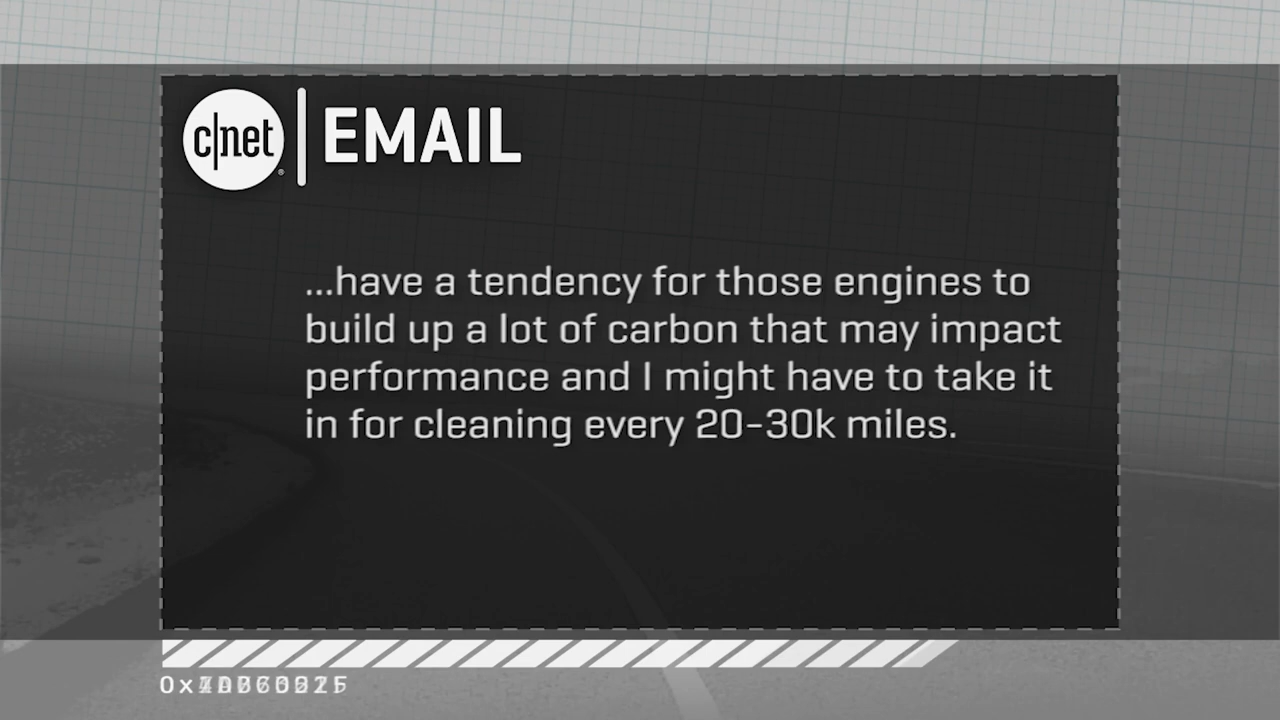 c|net
EMAIL
...have a tendency for those engines to
build up a lot of carbon that may impact
performance and I might have to take it
in for cleaning every 20-30k miles.